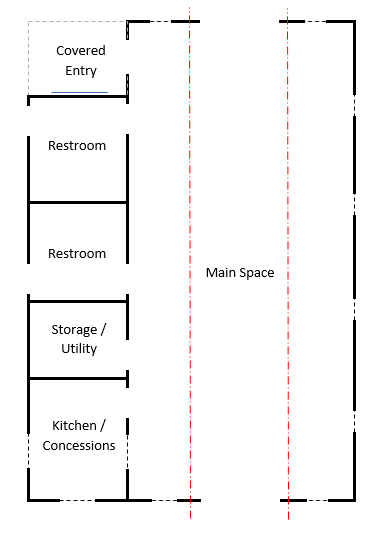 Covered
Entry
Restroom
Restroom
Main Space
Storage /
Utility
Kitchen /
Concessions